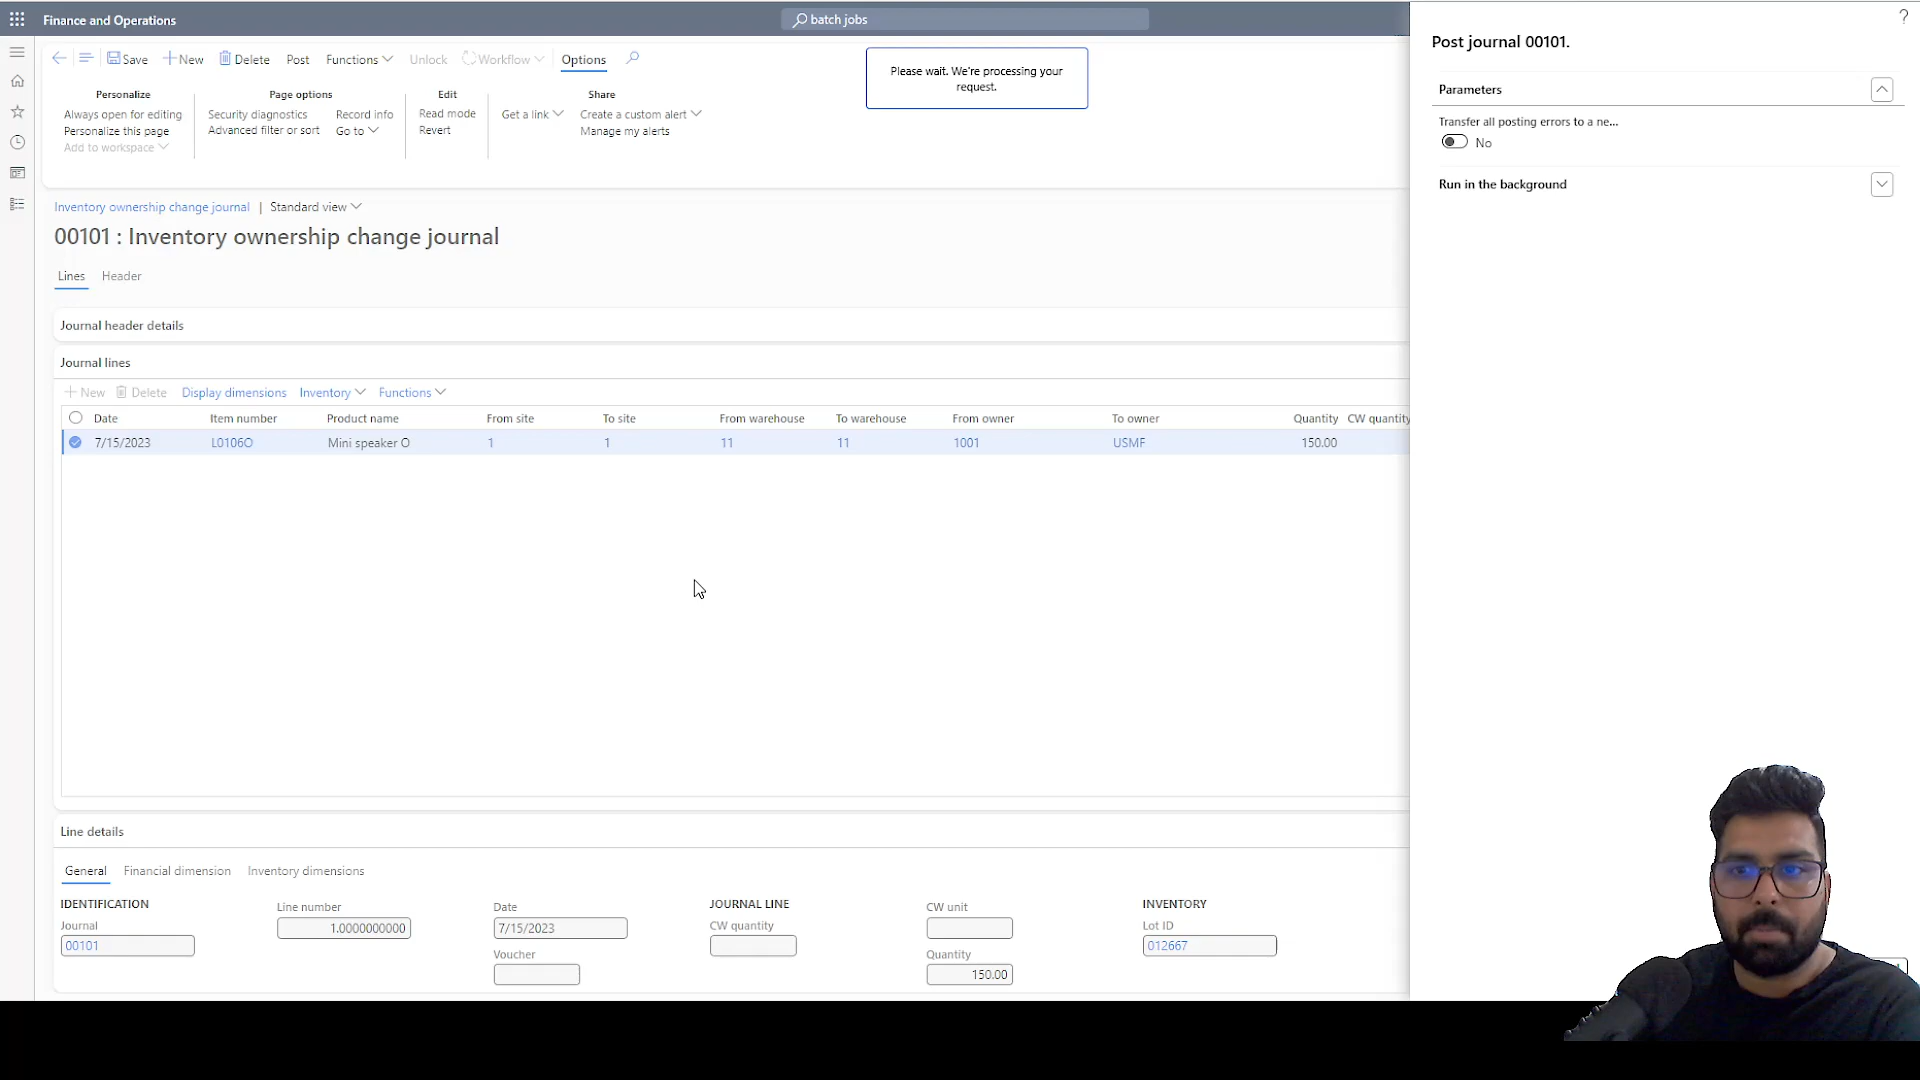 Finance and Operations
batch jobs
?
Save New Delete Post Functions Unlock Workflow Options
Please wait. We're processing your
request.
Personalize
Always open for editing
Personalize this page
Add to workspace
Page options
Security diagnostics Record info
Advanced filter or sort Go to
Edit
Read mode
Revert
Share
Get a link Create a custom alert
Manage my alerts
Post journal 00101.
Parameters
Transfer all posting errors to a ne...
No
Run in the background
Inventory ownership change journal | Standard view
00101 : Inventory ownership change journal
Lines Header
Journal header details
Journal lines
New Delete Display dimensions Inventory Functions
Date Item number Product name From site To site From warehouse To warehouse From owner To owner Quantity CW quantity
7/15/2023 L0106O Mini speaker O 1 1 11 11 1001 USMF 150.00
Line details
General Financial dimension Inventory dimensions
IDENTIFICATION
Journal
00101
Line number
1.0000000000
Date
7/15/2023
Voucher
JOURNAL LINE
CW quantity
CW unit
Quantity
150.00
INVENTORY
Lot ID
012667